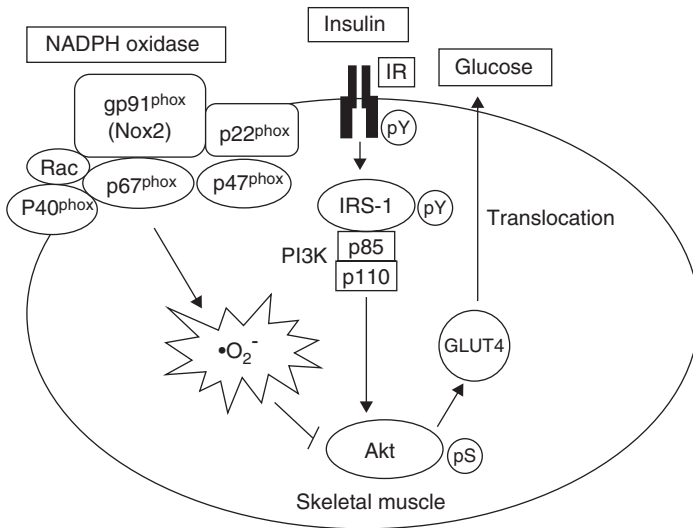 NADPH oxidase
Insulin
IR
Glucose
gp91phox
(Nox2)
p22phox
pY
Rac
p67phox
p47phox
P40phox
IRS-1
pY
Translocation
PI3K
p85
p110
•O2-
GLUT4
Akt
pS
Skeletal muscle